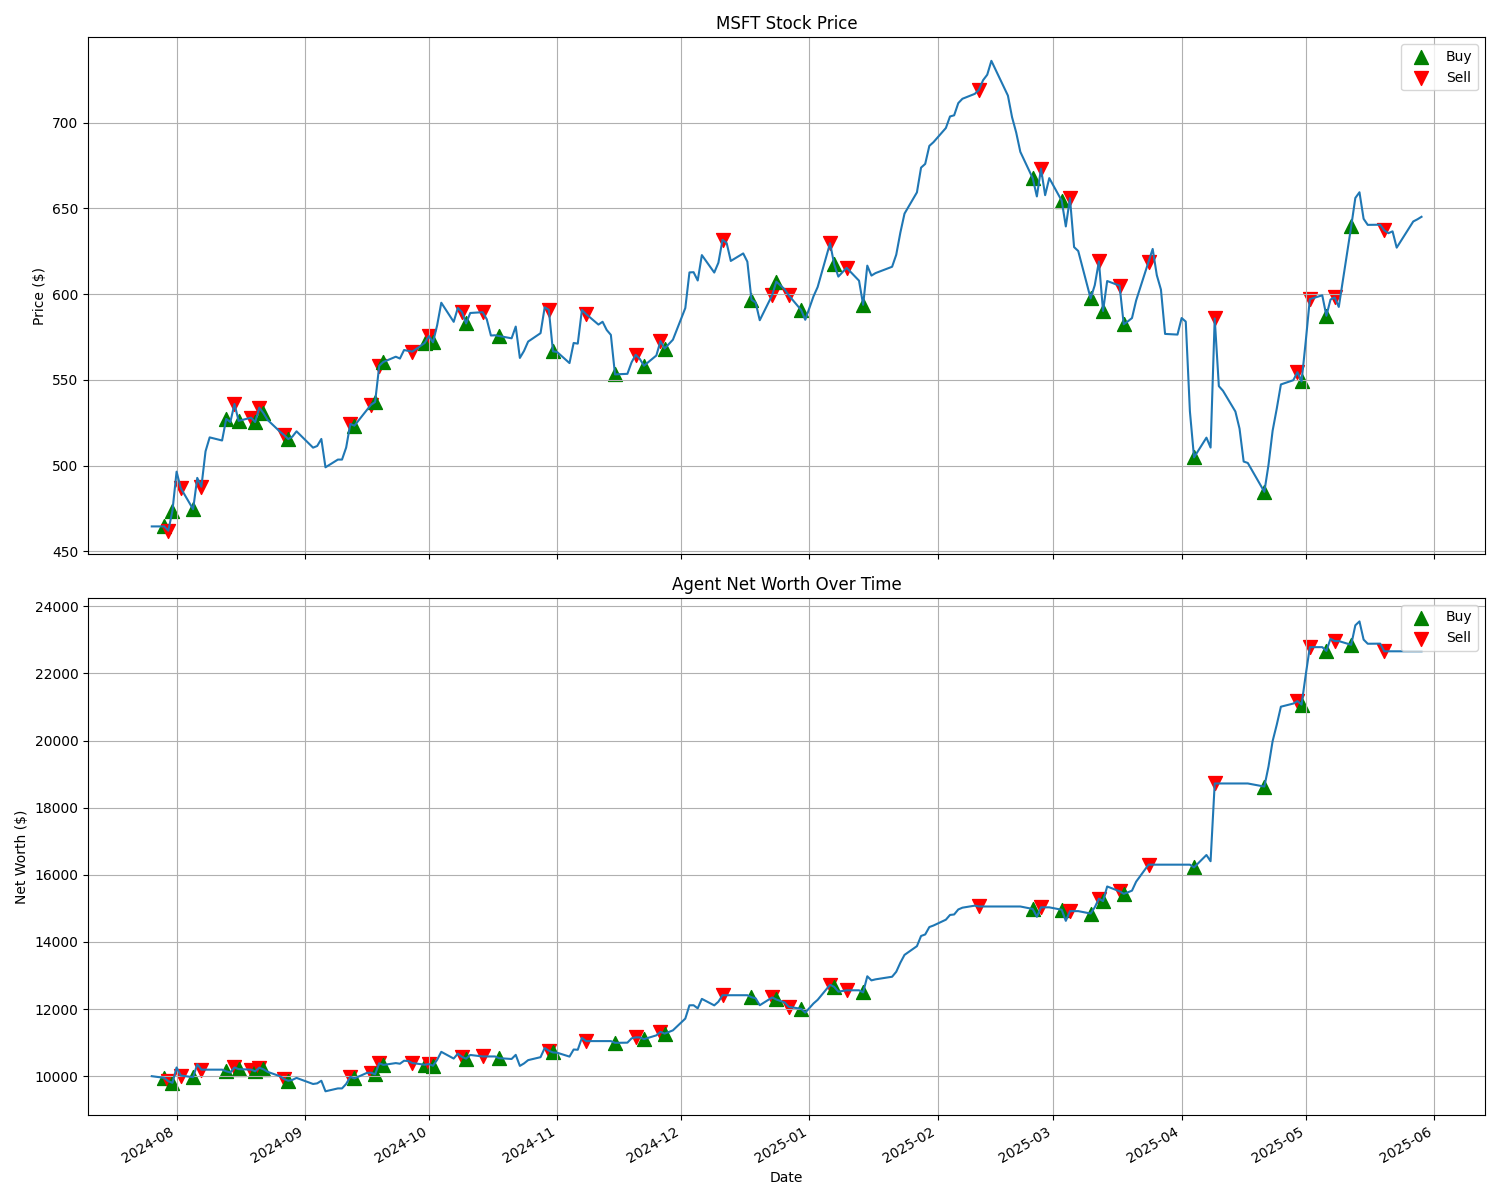 MSFT Stock Price
Buy
Sell
Price ($)
700
650
600
550
500
450
Agent Net Worth Over Time
Buy
Sell
Net Worth ($)
24000
22000
20000
18000
16000
14000
12000
10000
2024-08
2024-09
2024-10
2024-11
2024-12
2025-01
2025-02
2025-03
2025-04
2025-05
2025-06
Date